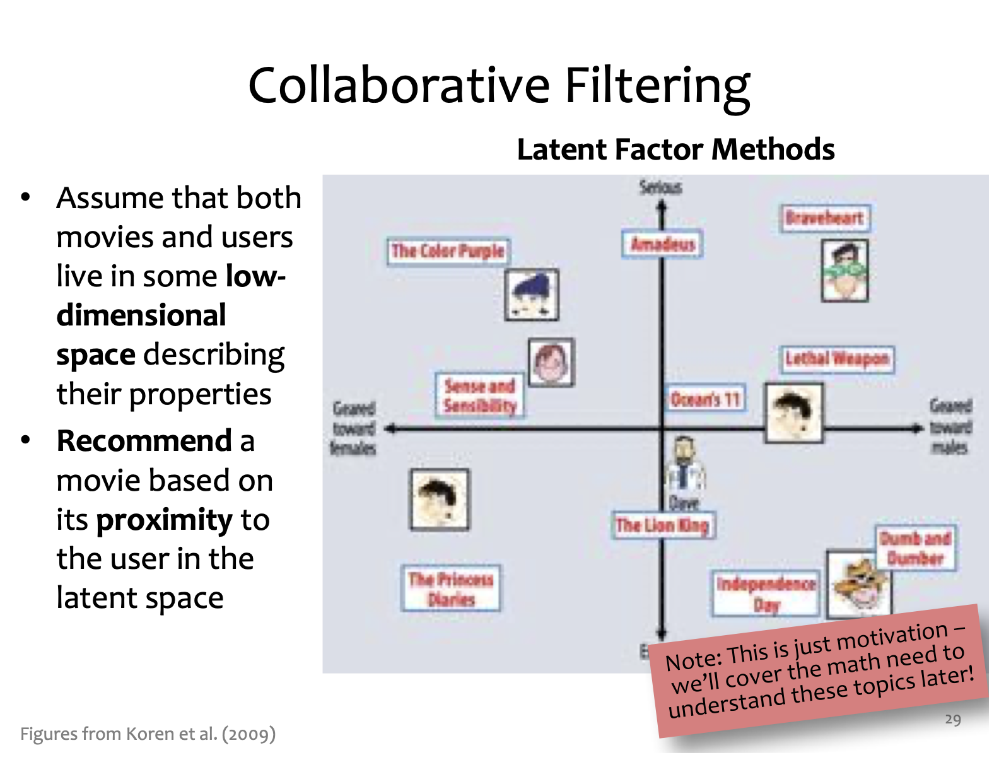 Collaborative Filtering
Latent Factor Methods
• Assume that both
movies and users
live in some low-
dimensional
space describing
their properties
• Recommend a
movie based on
its proximity to
the user in the
latent space
Serious
Braveheart
The Color Purple
Amadeus
Lethal Weapon
Sense and
Sensibility
Ocean's 11
Geared
toward
females
Geared
toward
males
Dave
The Lion King
Dumb and
Dumber
The Princess
Diaries
Independence
Day
Note: This is just motivation –
we'll cover the math need to
understand these topics later!
Figures from Koren et al. (2009)
29